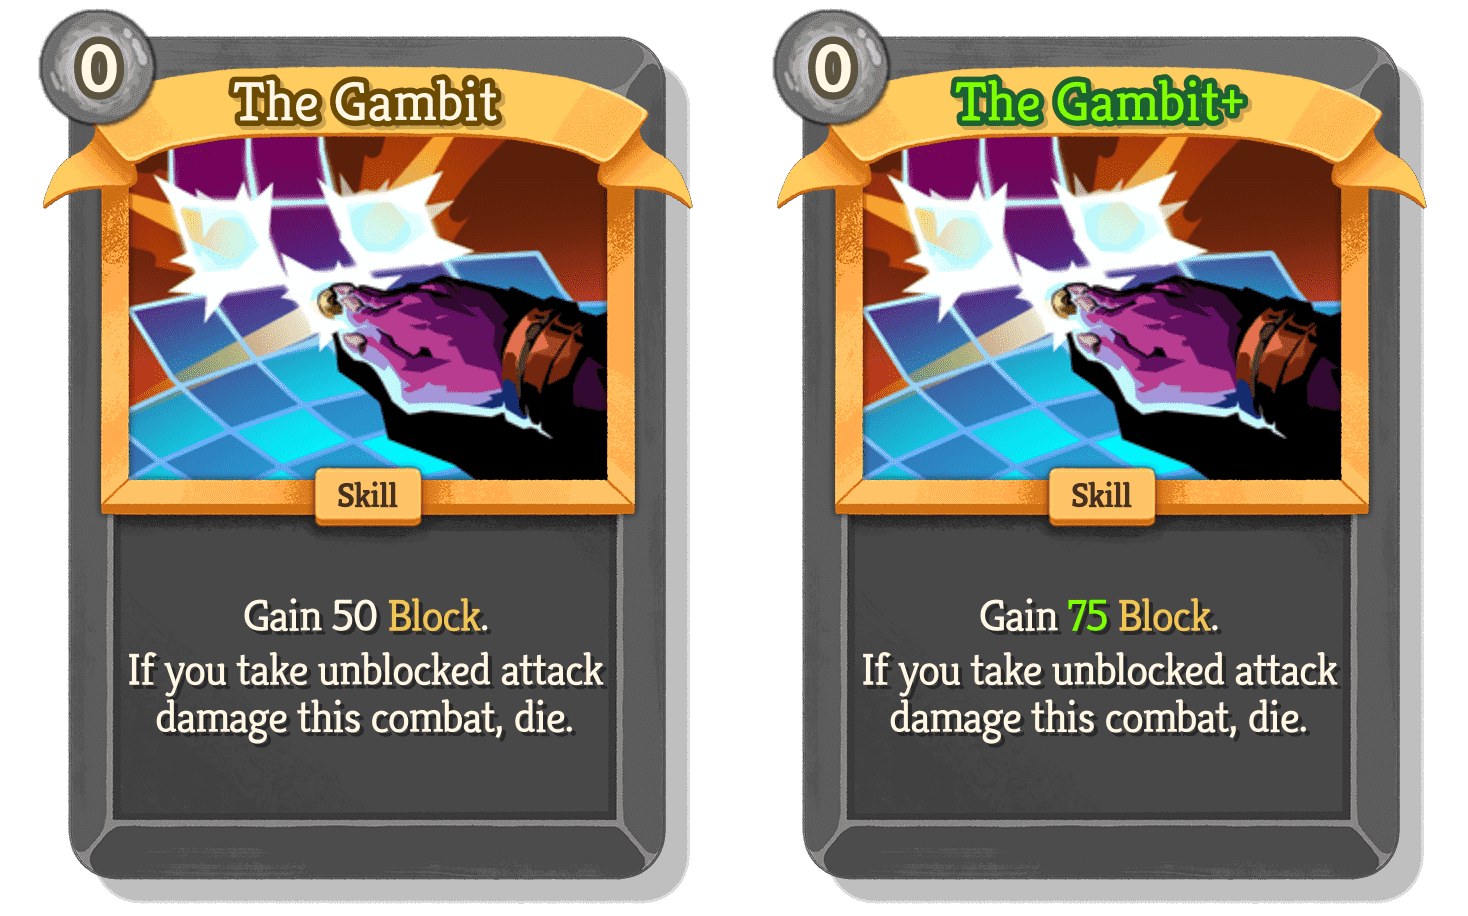 0
The Gambit
Skill
Gain 50 Block.
If you take unblocked attack
damage this combat, die.
0
The Gambit+
Skill
Gain 75 Block.
If you take unblocked attack
damage this combat, die.